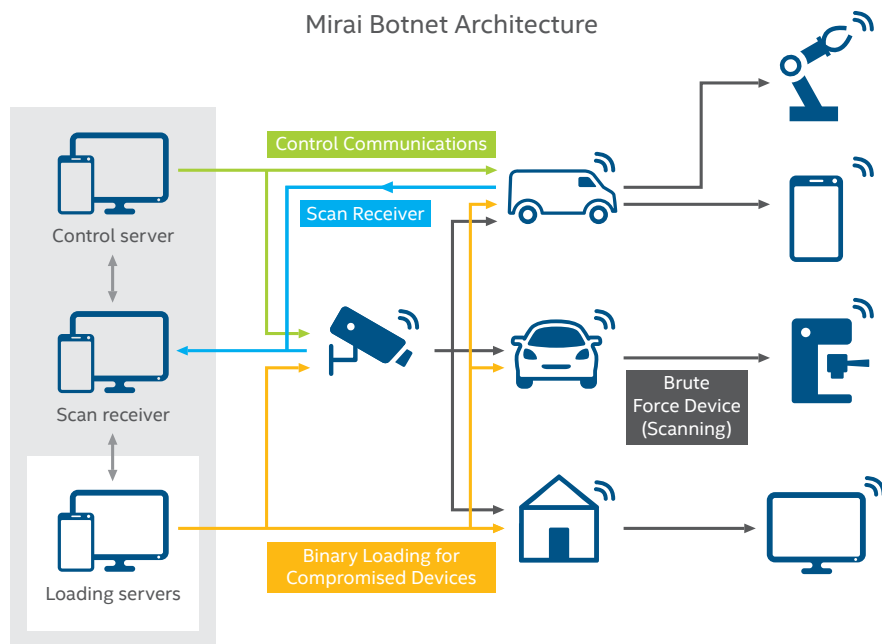 Mirai Botnet Architecture
Control Communications
Scan Receiver
Control server
Scan receiver
Brute
Force Device
(Scanning)
Binary Loading for
Compromised Devices
Loading servers